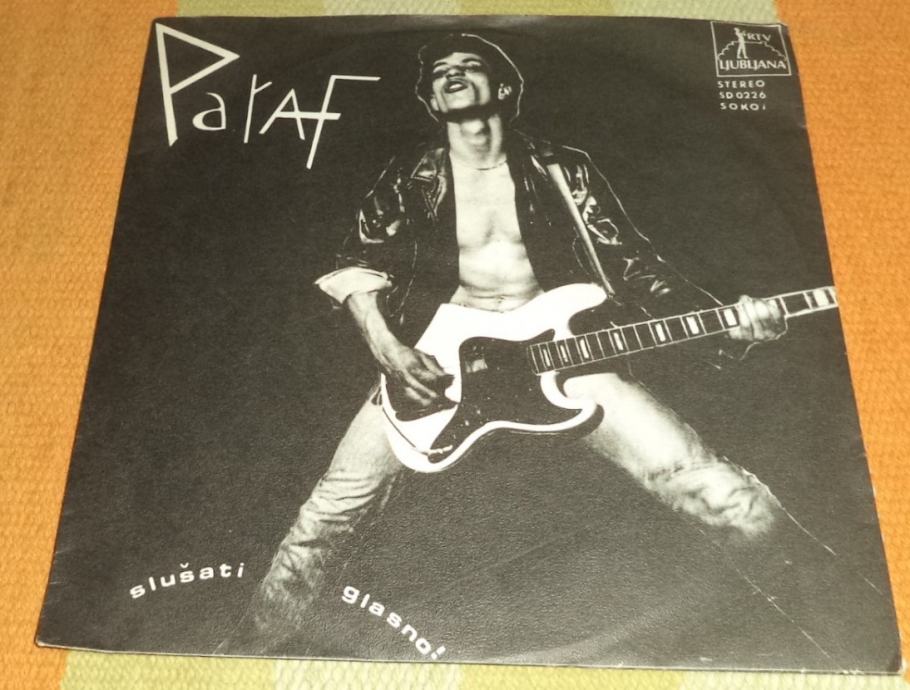 Paraf
RTV
LJUBLJANA
STEREO
SD 0226
SOKOJ
slušati
glasno!